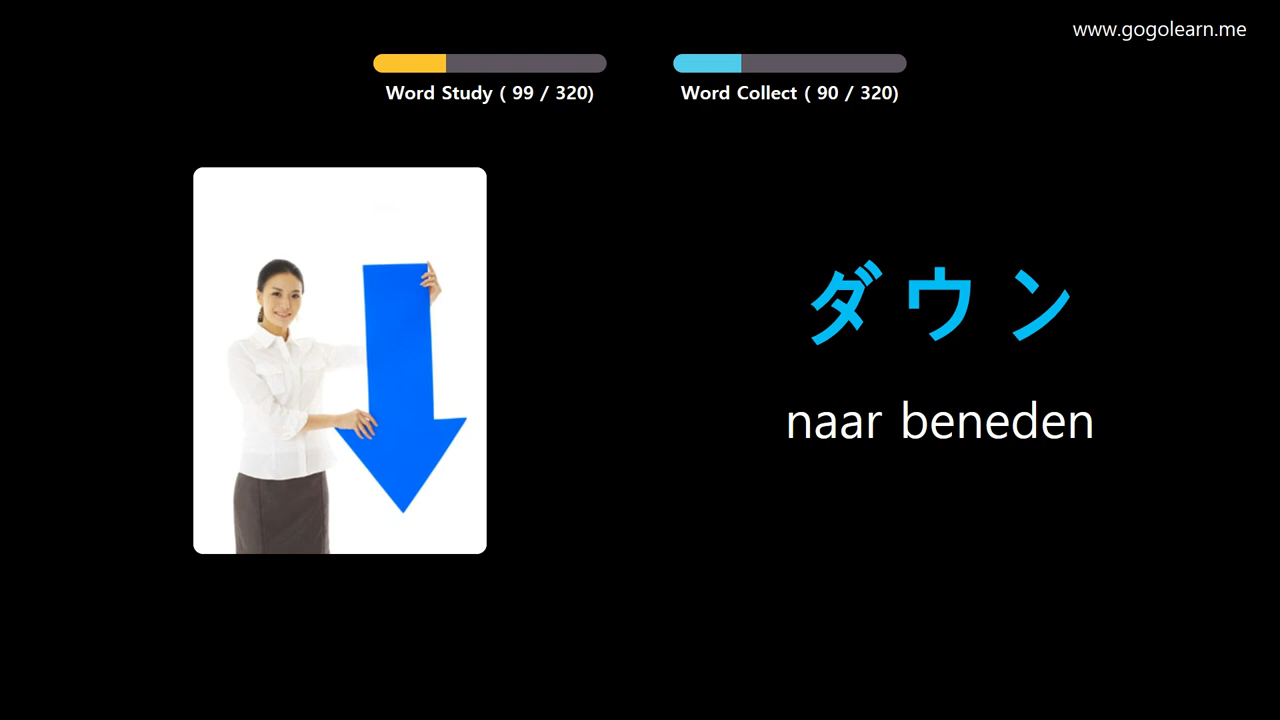 www.gogolearn.me
Word Study ( 99 / 320)
Word Collect ( 90 / 320)
ダウン
naar beneden